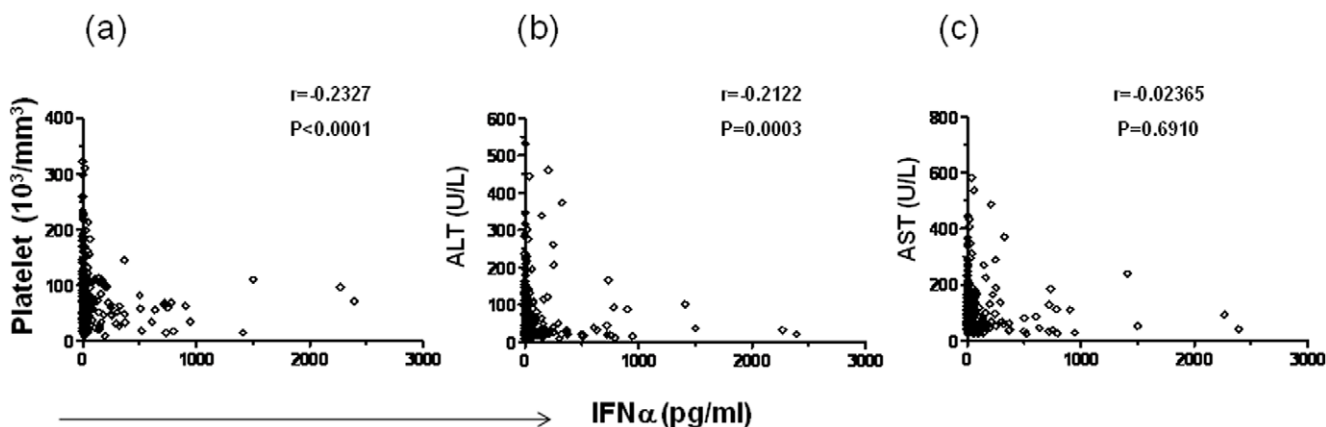 (a)
(b)
(c)
r=-0.2327
P<0.0001
r=-0.2122
P=0.0003
r=-0.02365
P=0.6910
Platelet (10³/mm³)
400
300
200
100
0
0 1000 2000 3000
ALT (U/L)
600
500
400
300
200
100
0
0 1000 2000 3000
AST (U/L)
800
600
400
200
0
0 1000 2000 3000
IFNα (pg/ml)